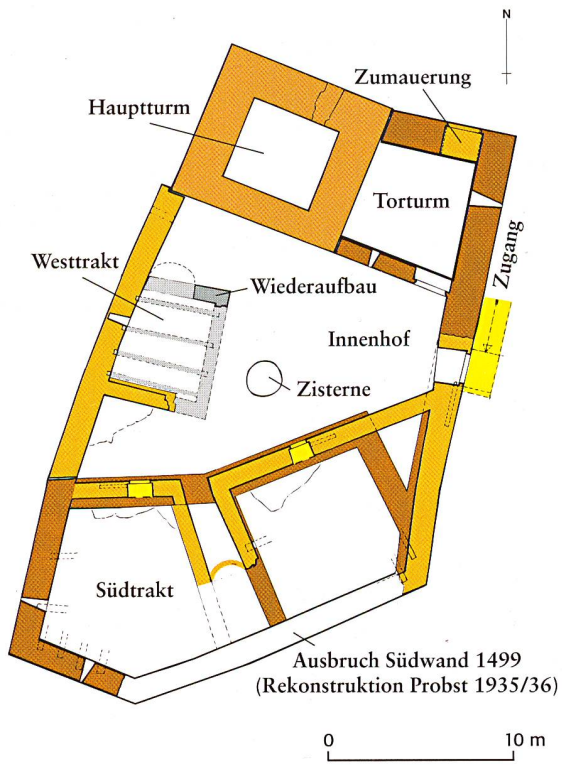 N
Zumauerung
Hauptturm
Torturm
Zugang
Westtrakt
Wiederaufbau
Innenhof
Zisterne
Südtrakt
Ausbruch Südwand 1499
(Rekonstruktion Probst 1935/36)
0 10 m